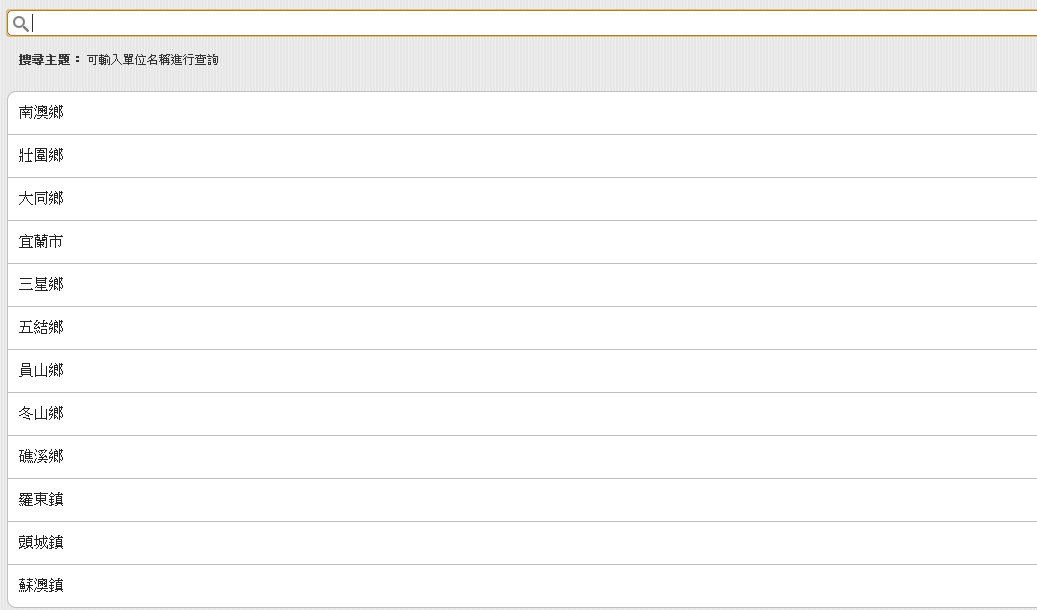 搜尋主題：可輸入單位名稱進行查詢
南澳鄉
壯圍鄉
大同鄉
宜蘭市
三星鄉
五結鄉
員山鄉
冬山鄉
礁溪鄉
羅東鎮
頭城鎮
蘇澳鎮